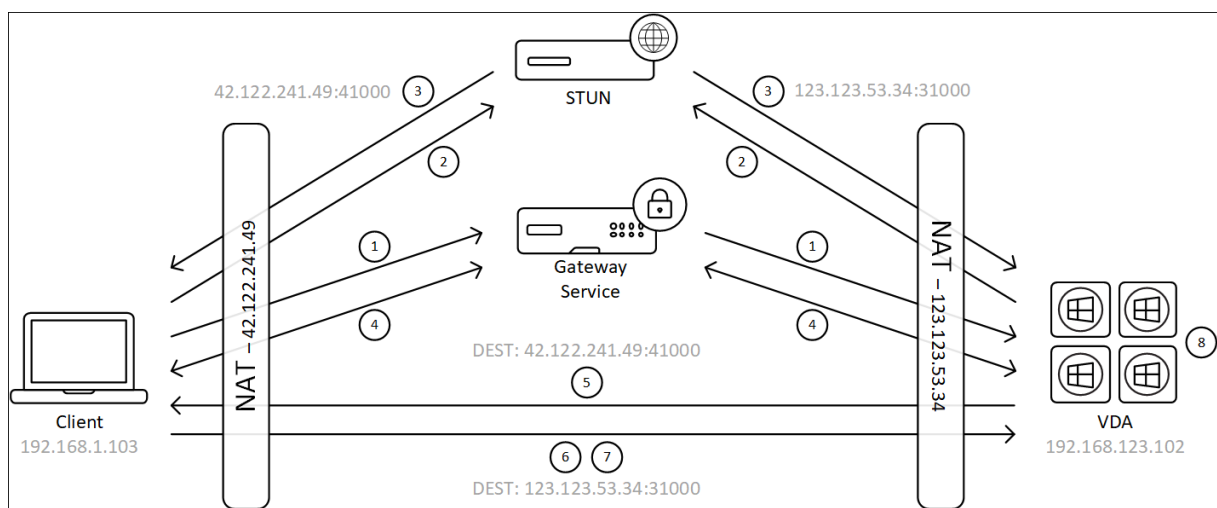 STUN
42.122.241.49:41000
3
3
123.123.53.34:31000
2
2
NAT – 42.122.241.49
NAT – 123.123.53.34
1
1
Gateway
Service
4
4
8
DEST: 42.122.241.49:41000
5
Client
192.168.1.103
VDA
192.168.123.102
6
7
DEST: 123.123.53.34:31000